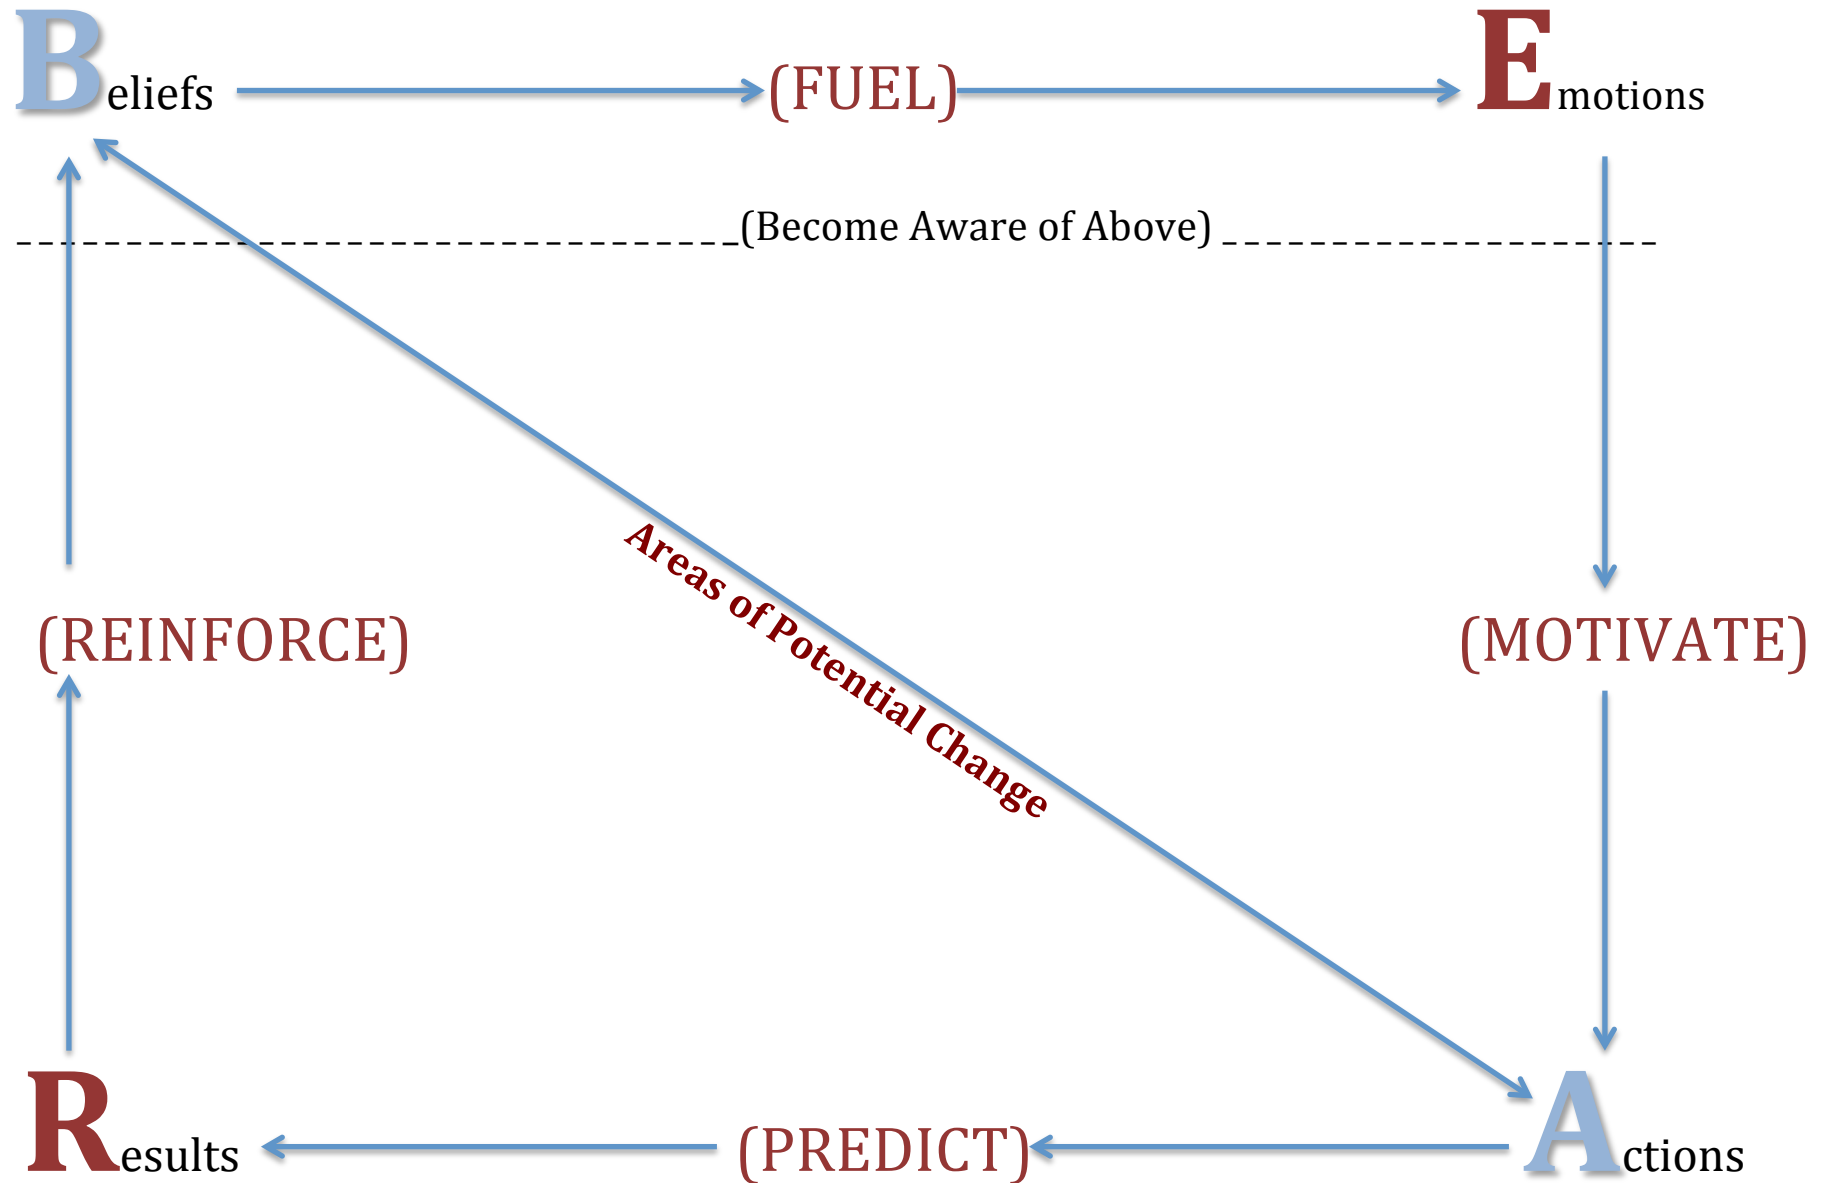 Beliefs (FUEL) Emotions
(Become Aware of Above)
Areas of Potential Change
(REINFORCE) (MOTIVATE)
Results (PREDICT) Actions